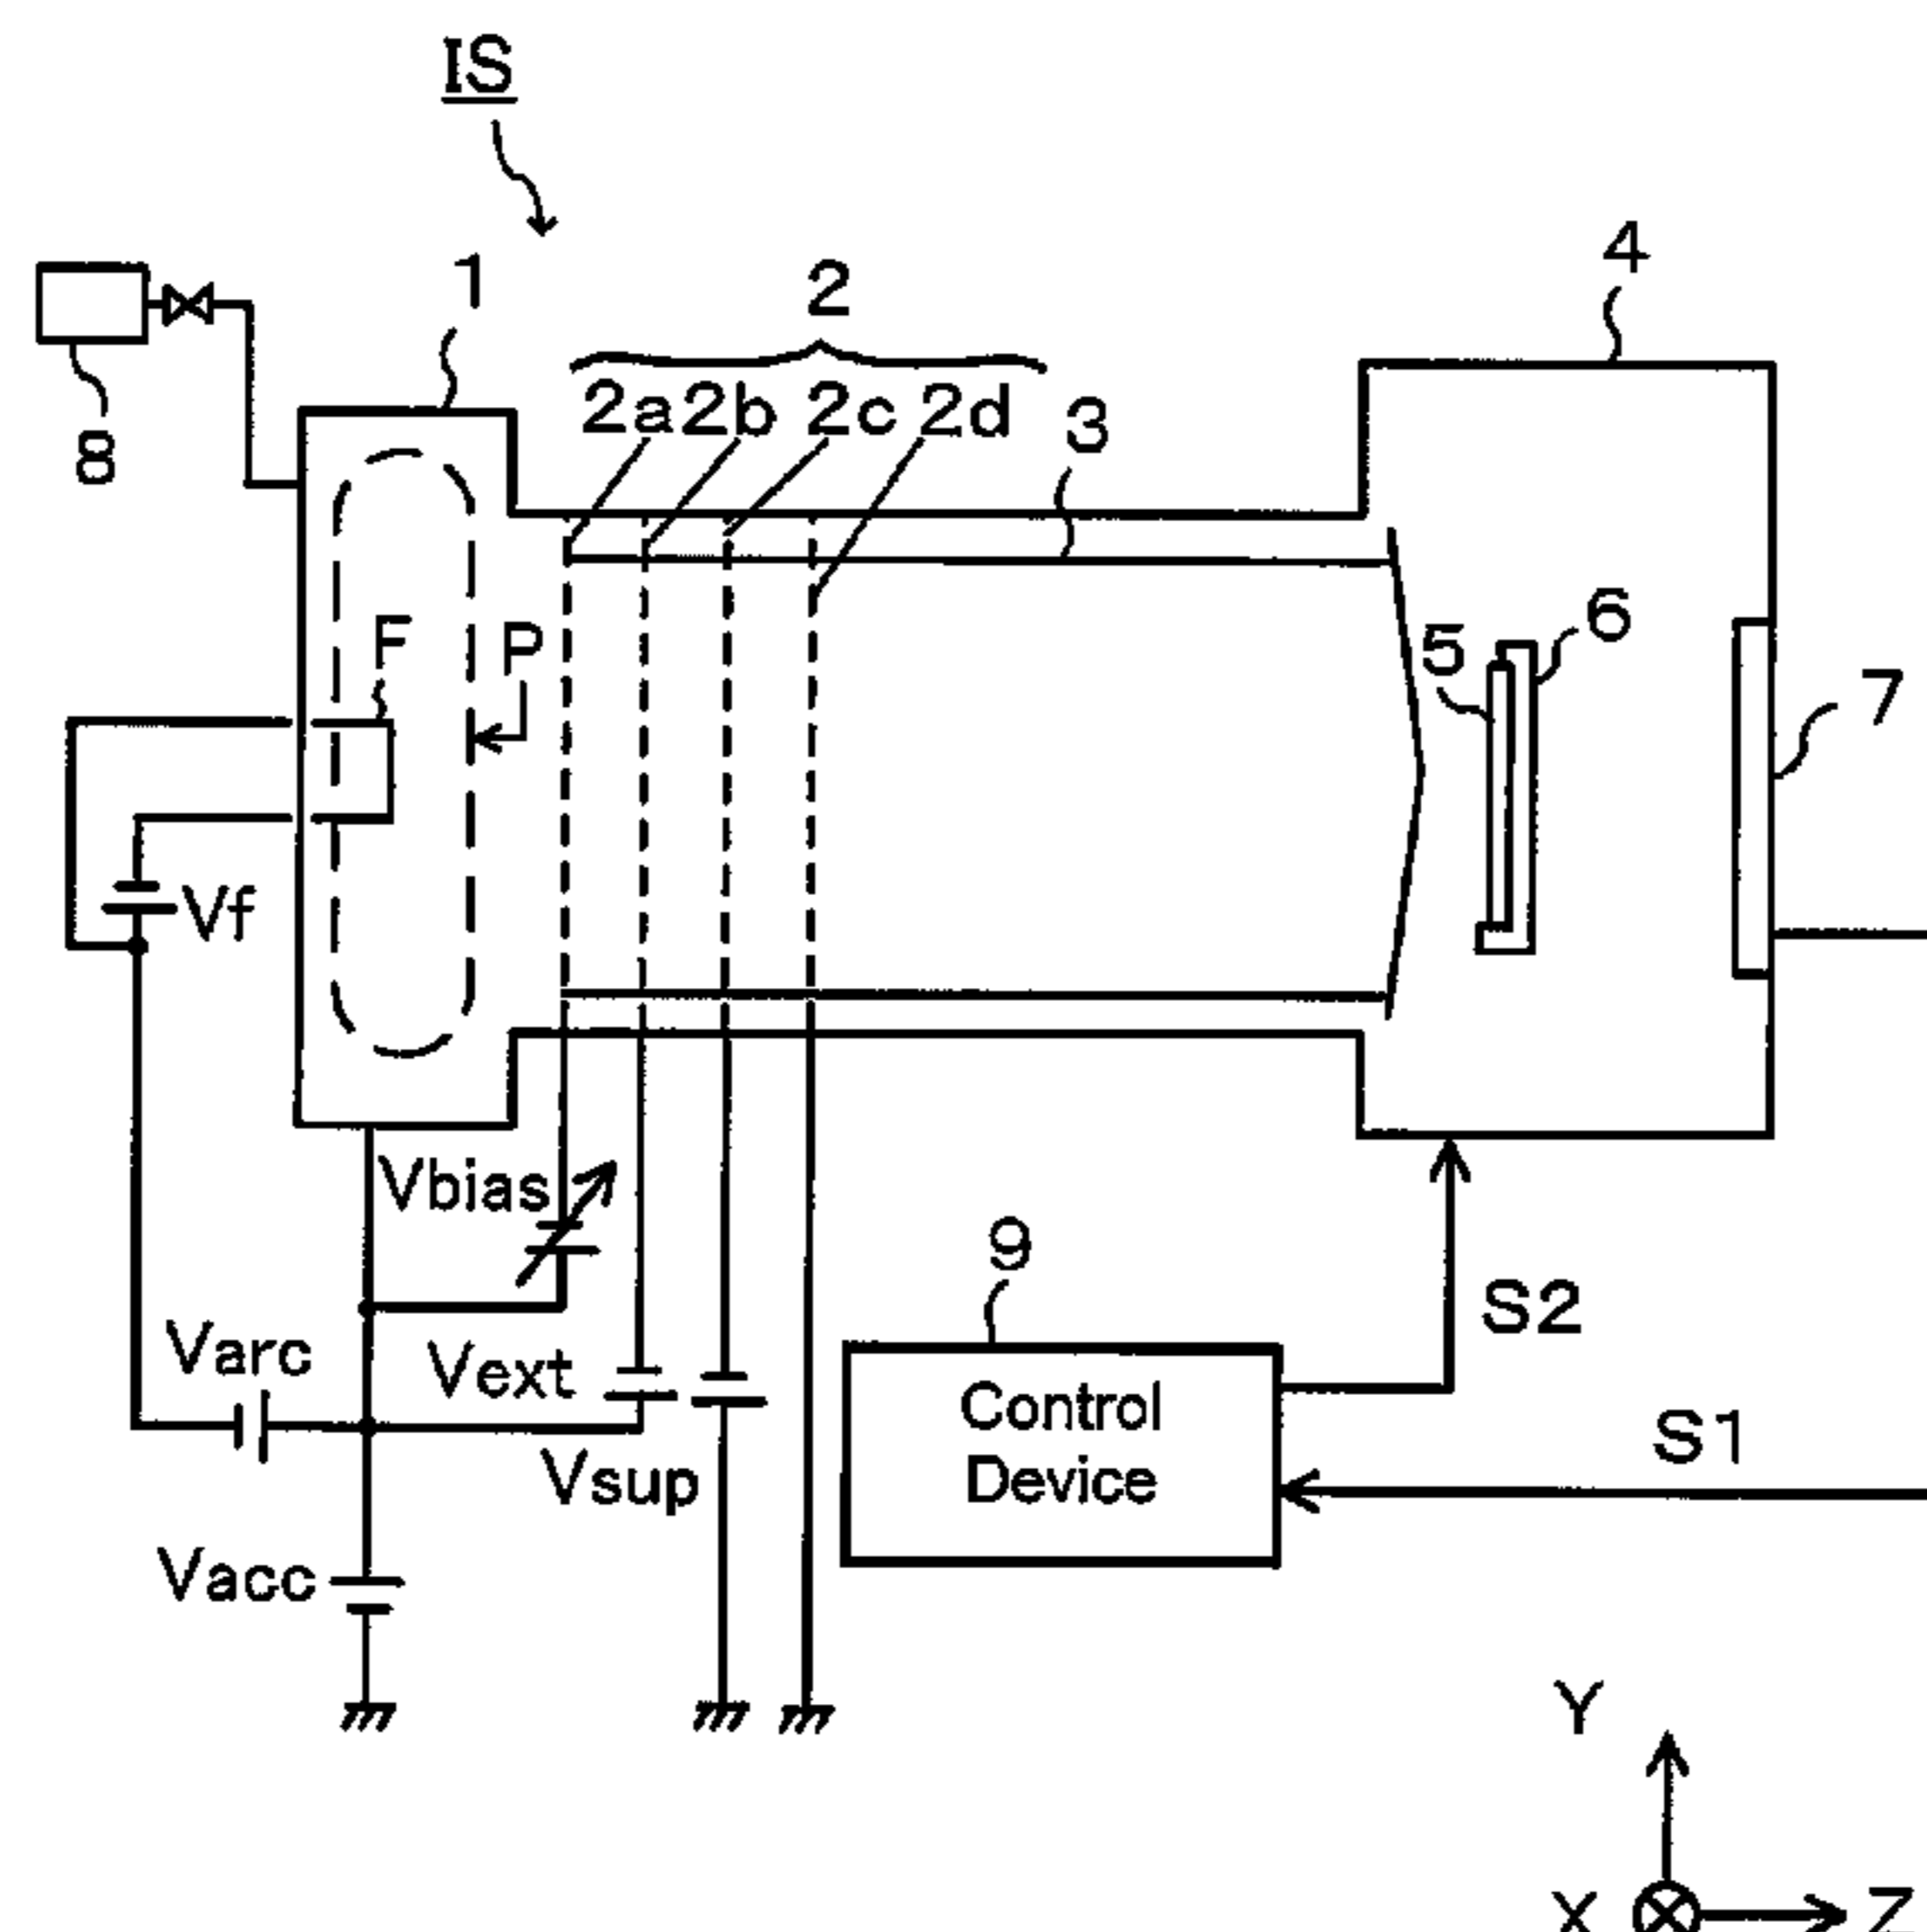 IS
1
2
4
2a 2b 2c 2d
3
8
F
P
5
6
7
Vf
Vbias
9
S2
Varc
Vext
Control
Device
S1
Vsup
Vacc
Y
X
Z